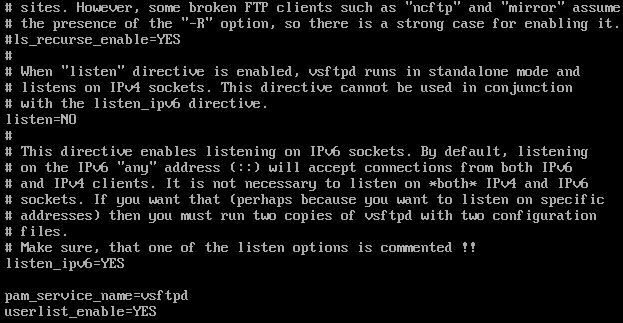 # sites. However, some broken FTP clients such as "ncftp" and "mirror" assume
# the presence of the "-R" option, so there is a strong case for enabling it.
#ls_recurse_enable=YES
#
# When "listen" directive is enabled, vsftpd runs in standalone mode and
# listens on IPv4 sockets. This directive cannot be used in conjunction
# with the listen_ipv6 directive.
listen=NO
#
# This directive enables listening on IPv6 sockets. By default, listening
# on the IPv6 "any" address (::) will accept connections from both IPv6
# and IPv4 clients. It is not necessary to listen on *both* IPv4 and IPv6
# sockets. If you want that (perhaps because you want to listen on specific
# addresses) then you must run two copies of vsftpd with two configuration
# files.
# Make sure, that one of the listen options is commented !!
listen_ipv6=YES

pam_service_name=vsftpd
userlist_enable=YES